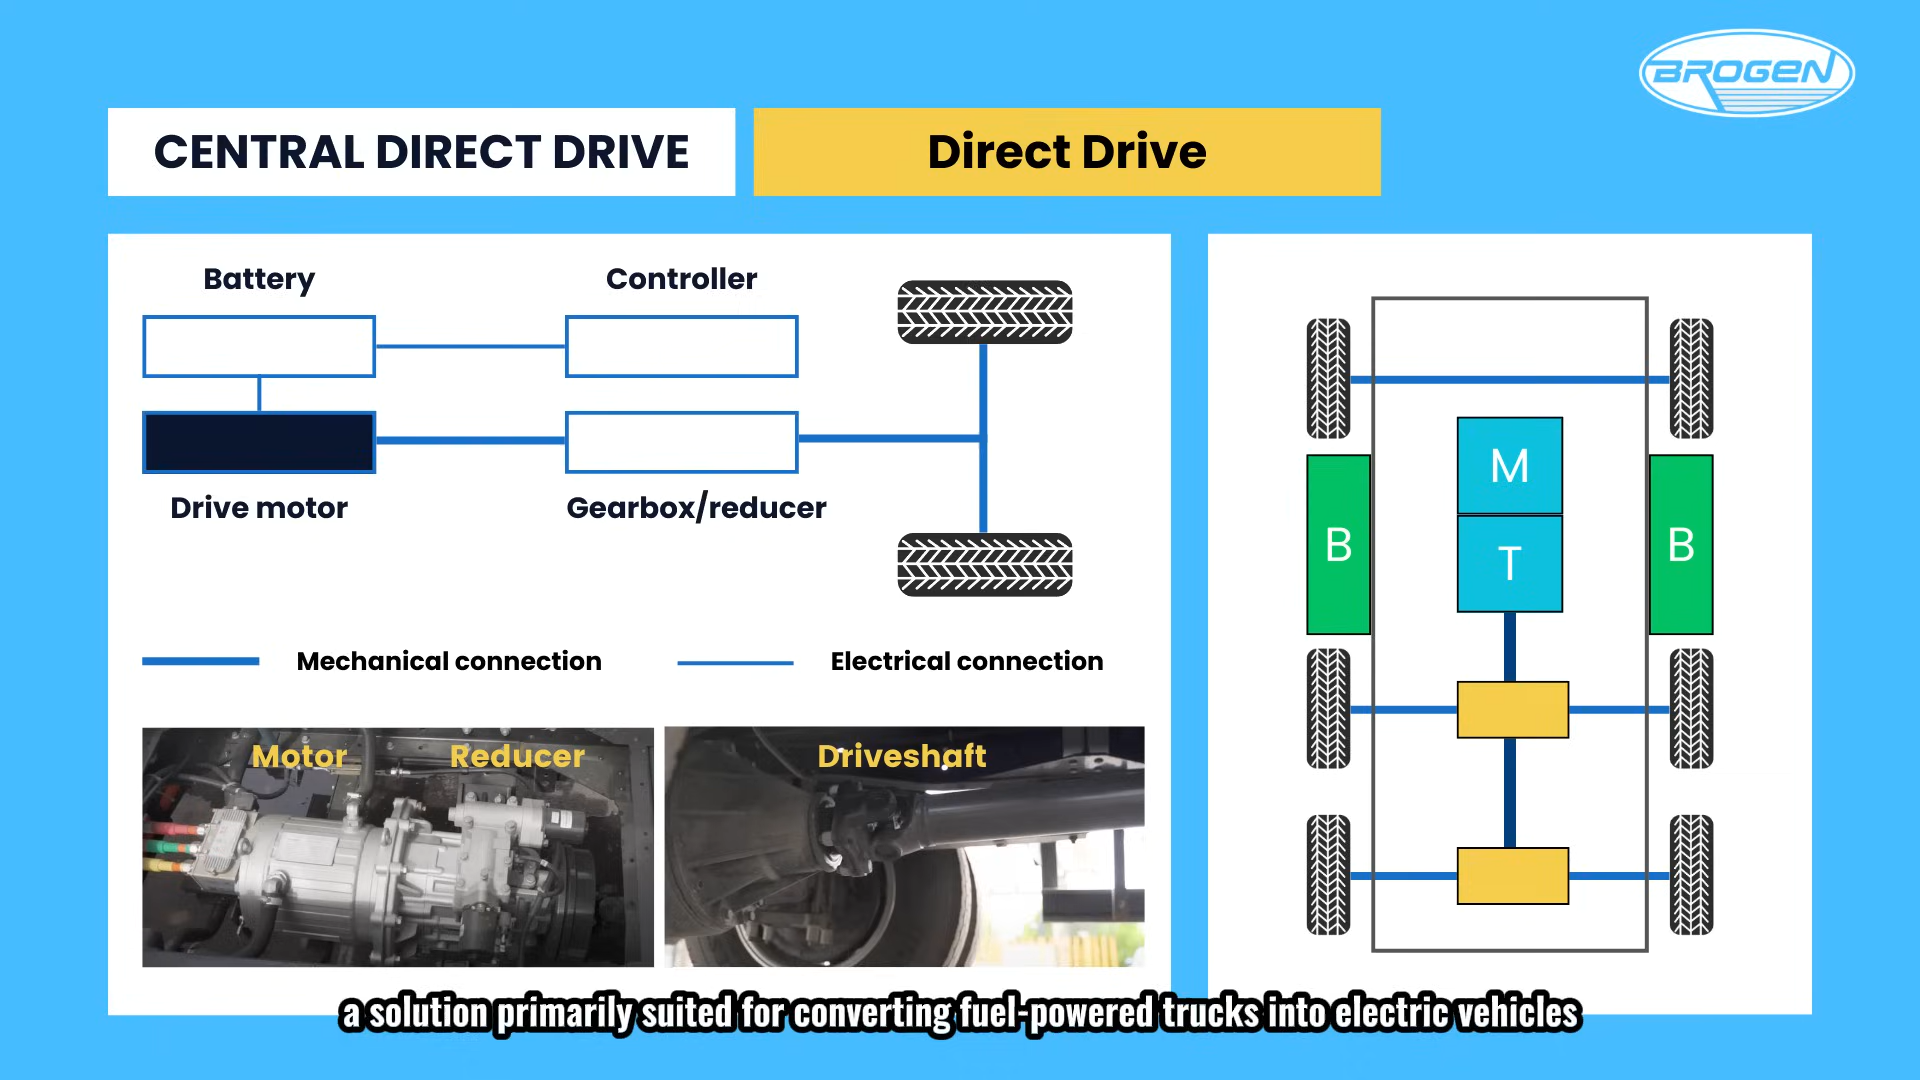 BROGEN
CENTRAL DIRECT DRIVE
Direct Drive
Battery
Controller
Drive motor
Gearbox/reducer
Mechanical connection
Electrical connection
Motor
Reducer
Driveshaft
M
T
B
B
a solution primarily suited for converting fuel-powered trucks into electric vehicles